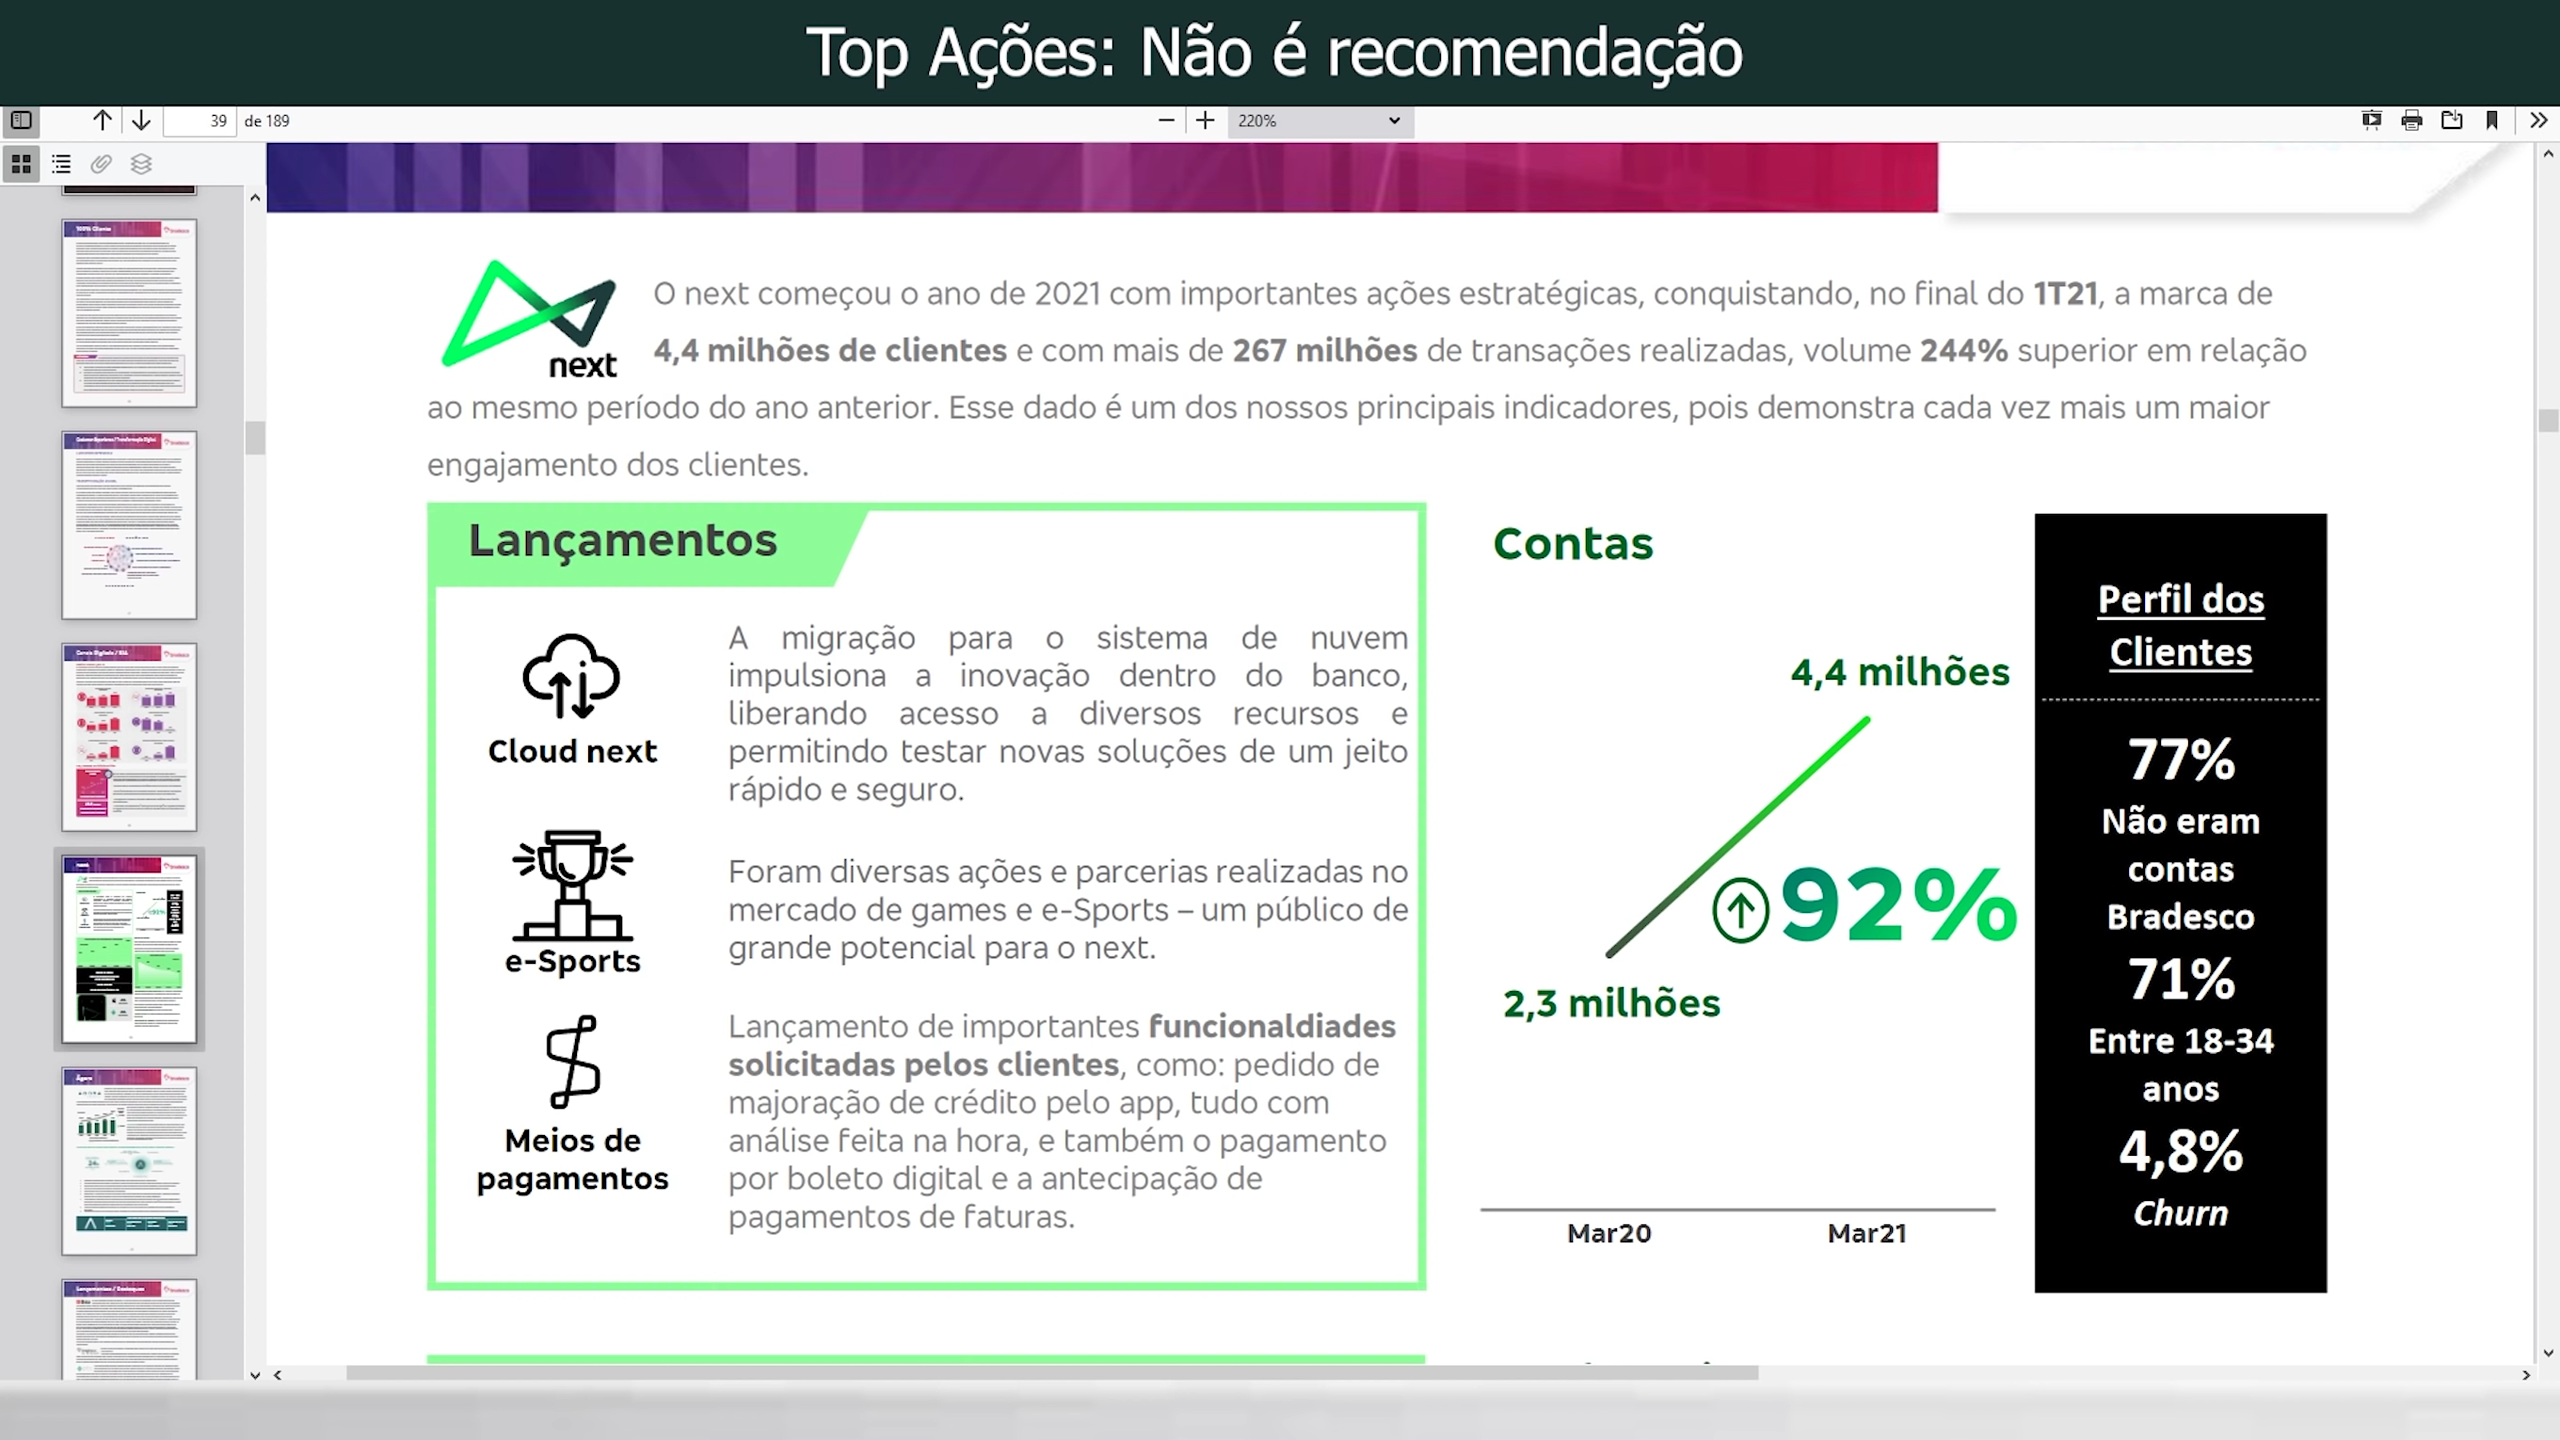 Top Ações: Não é recomendação
39 de 189
220%
next
O next começou o ano de 2021 com importantes ações estratégicas, conquistando, no final do 1T21, a marca de
4,4 milhões de clientes e com mais de 267 milhões de transações realizadas, volume 244% superior em relação
ao mesmo período do ano anterior. Esse dado é um dos nossos principais indicadores, pois demonstra cada vez mais um maior
engajamento dos clientes.
Lançamentos
Cloud next
A migração para o sistema de nuvem
impulsiona a inovação dentro do banco,
liberando acesso a diversos recursos e
permitindo testar novas soluções de um jeito
rápido e seguro.
e-Sports
Foram diversas ações e parcerias realizadas no
mercado de games e e-Sports – um público de
grande potencial para o next.
Meios de
pagamentos
Lançamento de importantes funcionaldiades
solicitadas pelos clientes, como: pedido de
majoração de crédito pelo app, tudo com
análise feita na hora, e também o pagamento
por boleto digital e a antecipação de
pagamentos de faturas.
Contas
4,4 milhões
92%
2,3 milhões
Mar20 Mar21
Perfil dos
Clientes
77%
Não eram
contas
Bradesco
71%
Entre 18-34
anos
4,8%
Churn